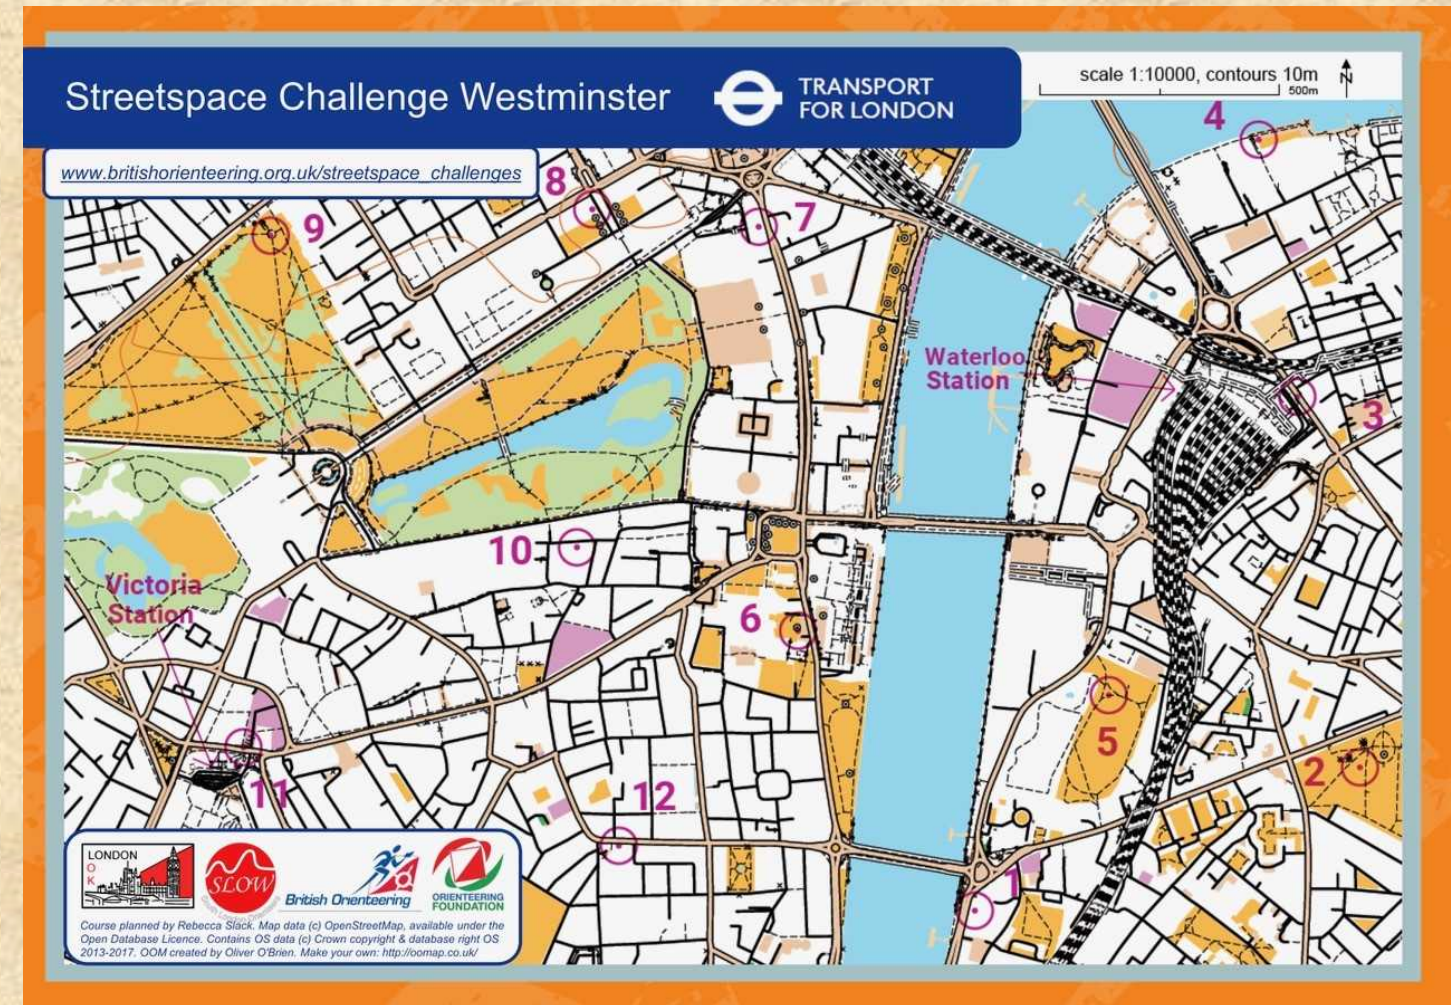 Streetspace Challenge Westminster
TRANSPORT
FOR LONDON
scale 1:10000, contours 10m
500m
N
www.britishorienteering.org.uk/streetspace_challenges
4
8
9
7
Waterloo
Station
3
10
Victoria
Station
6
5
2
11
12
1
LONDON
O
K
SLOW
British Orienteering
ORIENTEERING
FOUNDATION
Course planned by Rebecca Slack. Map data (c) OpenStreetMap, available under the
Open Database Licence. Contains OS data (c) Crown copyright & database right OS
2013-2017. OOM created by Oliver O'Brien. Make your own: http://oomap.co.uk/